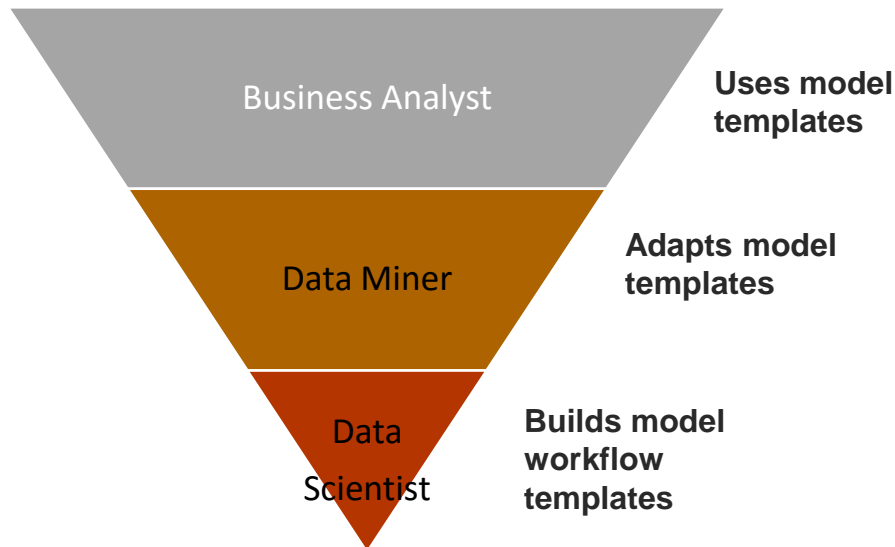 Business Analyst
Uses model
templates
Data Miner
Adapts model
templates
Data
Scientist
Builds model
workflow
templates